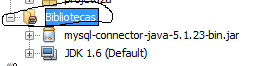 Bibliotecas
mysql-connector-java-5.1.23-bin.jar
JDK 1.6 (Default)